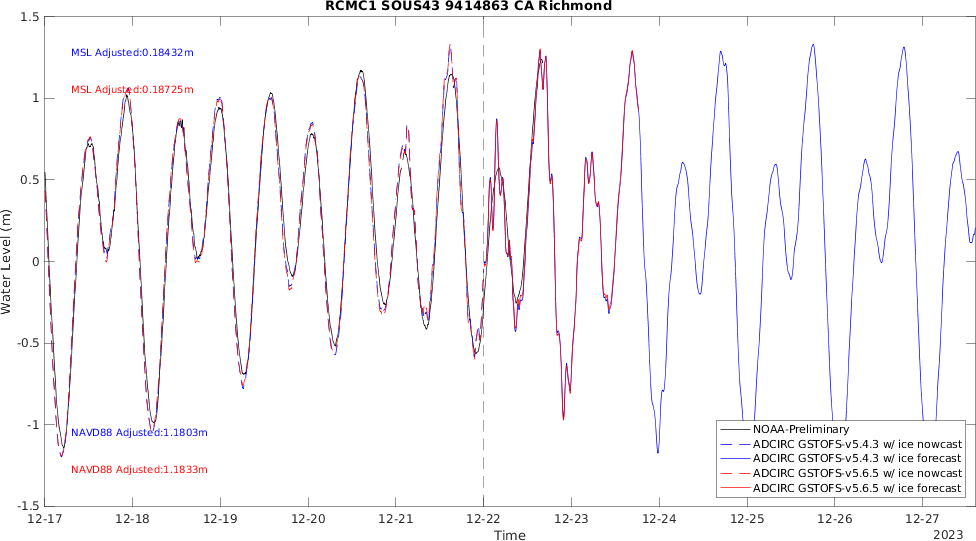 RCMC1 SOUS43 9414863 CA Richmond
1.5
MSL Adjusted:0.18432m
MSL Adjusted:0.18725m
1
0.5
0
Water Level (m)
-0.5
-1
NAVD88 Adjusted:1.1803m
NAVD88 Adjusted:1.1833m
NOAA-Preliminary
ADCIRC GSTOFS-v5.4.3 w/ ice nowcast
ADCIRC GSTOFS-v5.4.3 w/ ice forecast
ADCIRC GSTOFS-v5.6.5 w/ ice nowcast
ADCIRC GSTOFS-v5.6.5 w/ ice forecast
-1.5
12-17 12-18 12-19 12-20 12-21 12-22 12-23 12-24 12-25 12-26 12-27
Time
2023